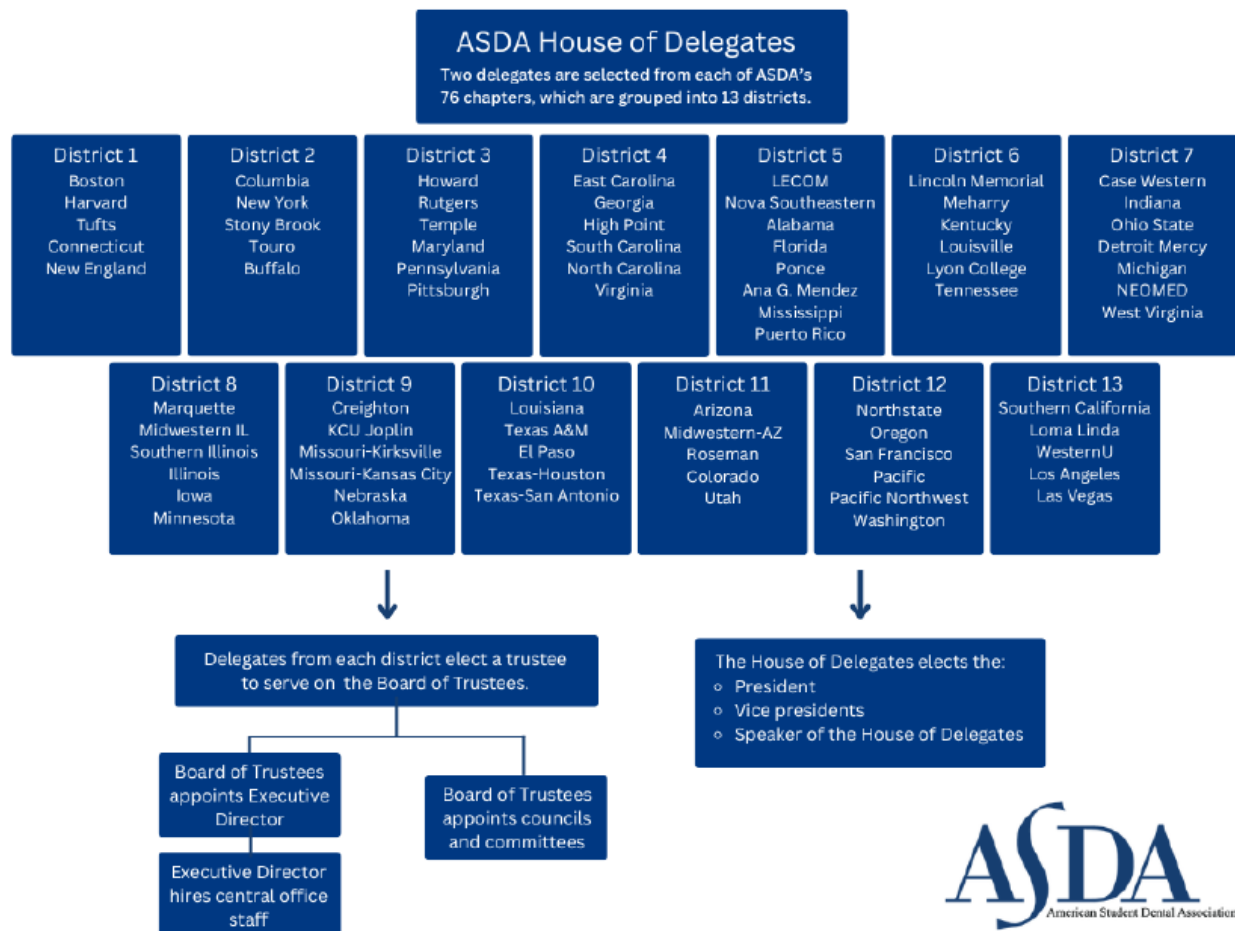 ASDA House of Delegates
Two delegates are selected from each of ASDA's
76 chapters, which are grouped into 13 districts.
District 1
Boston
Harvard
Tufts
Connecticut
New England
District 2
Columbia
New York
Stony Brook
Touro
Buffalo
District 3
Howard
Rutgers
Temple
Maryland
Pennsylvania
Pittsburgh
District 4
East Carolina
Georgia
High Point
South Carolina
North Carolina
Virginia
District 5
LECOM
Nova Southeastern
Alabama
Florida
Ponce
Ana G. Mendez
Mississippi
Puerto Rico
District 6
Lincoln Memorial
Meharry
Kentucky
Louisville
Lyon College
Tennessee
District 7
Case Western
Indiana
Ohio State
Detroit Mercy
Michigan
NEOMED
West Virginia
District 8
Marquette
Midwestern IL
Southern Illinois
Illinois
Iowa
Minnesota
District 9
Creighton
KCU Joplin
Missouri-Kirksville
Missouri-Kansas City
Nebraska
Oklahoma
District 10
Louisiana
Texas A&M
El Paso
Texas-Houston
Texas-San Antonio
District 11
Arizona
Midwestern-AZ
Roseman
Colorado
Utah
District 12
Northstate
Oregon
San Francisco
Pacific
Pacific Northwest
Washington
District 13
Southern California
Loma Linda
WesternU
Los Angeles
Las Vegas
Delegates from each district elect a trustee
to serve on the Board of Trustees.
Board of Trustees
appoints Executive
Director
Executive Director
hires central office
staff
Board of Trustees
appoints councils
and committees
The House of Delegates elects the:
○ President
○ Vice presidents
○ Speaker of the House of Delegates
ASDA
American Student Dental Association